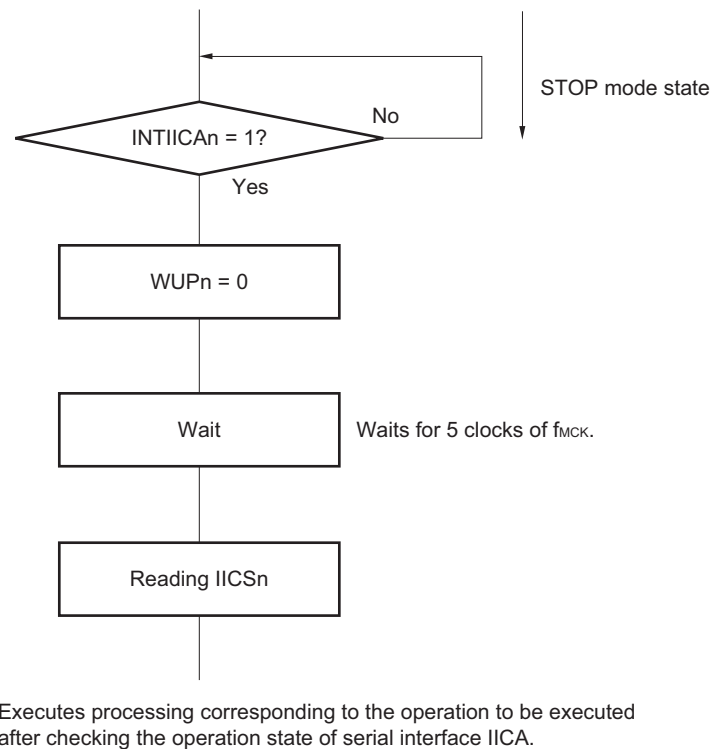 STOP mode state
No
INTIICAn = 1?
Yes
WUPn = 0
Wait
Waits for 5 clocks of fMCK.
Reading IICSn
Executes processing corresponding to the operation to be executed
after checking the operation state of serial interface IICA.